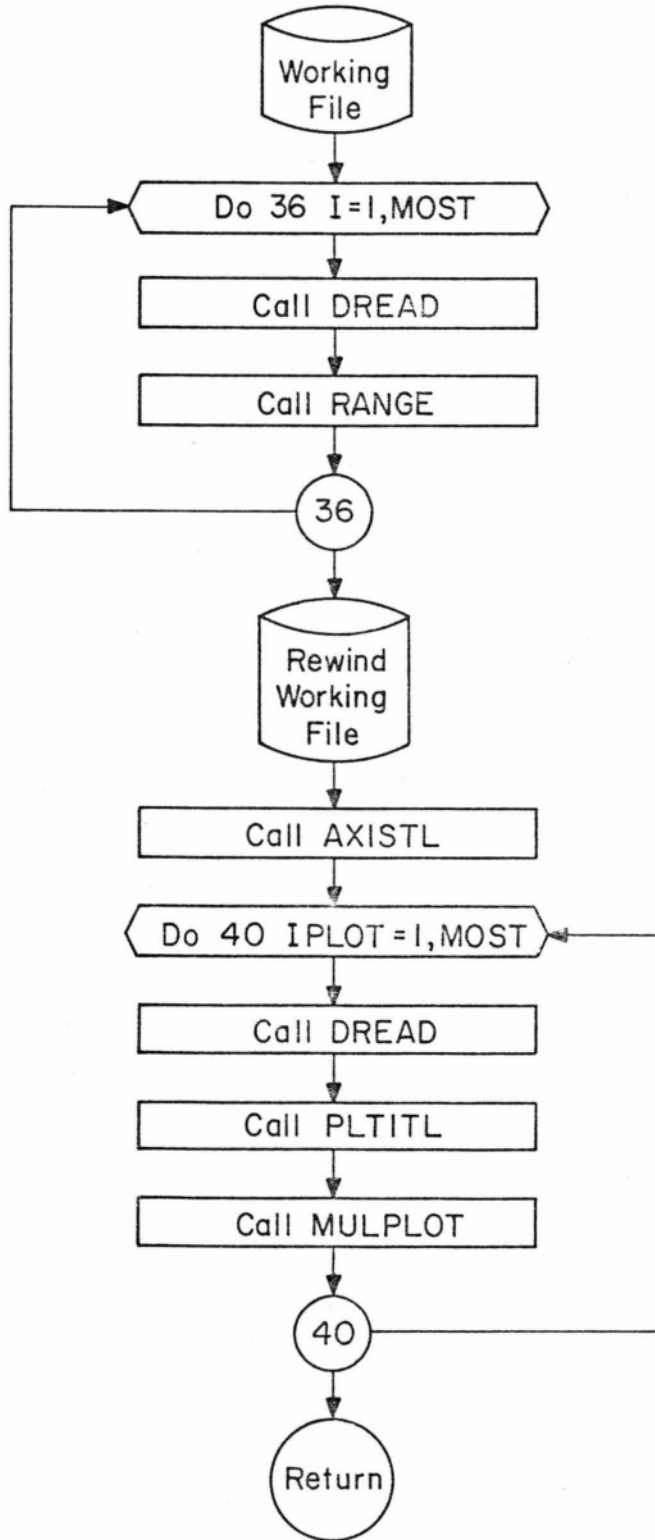 Working
File
Do 36 I=1,MOST
Call DREAD
Call RANGE
36
Rewind
Working
File
Call AXISTL
Do 40 IPLOT=1,MOST
Call DREAD
Call PLTITL
Call MULPLOT
40
Return